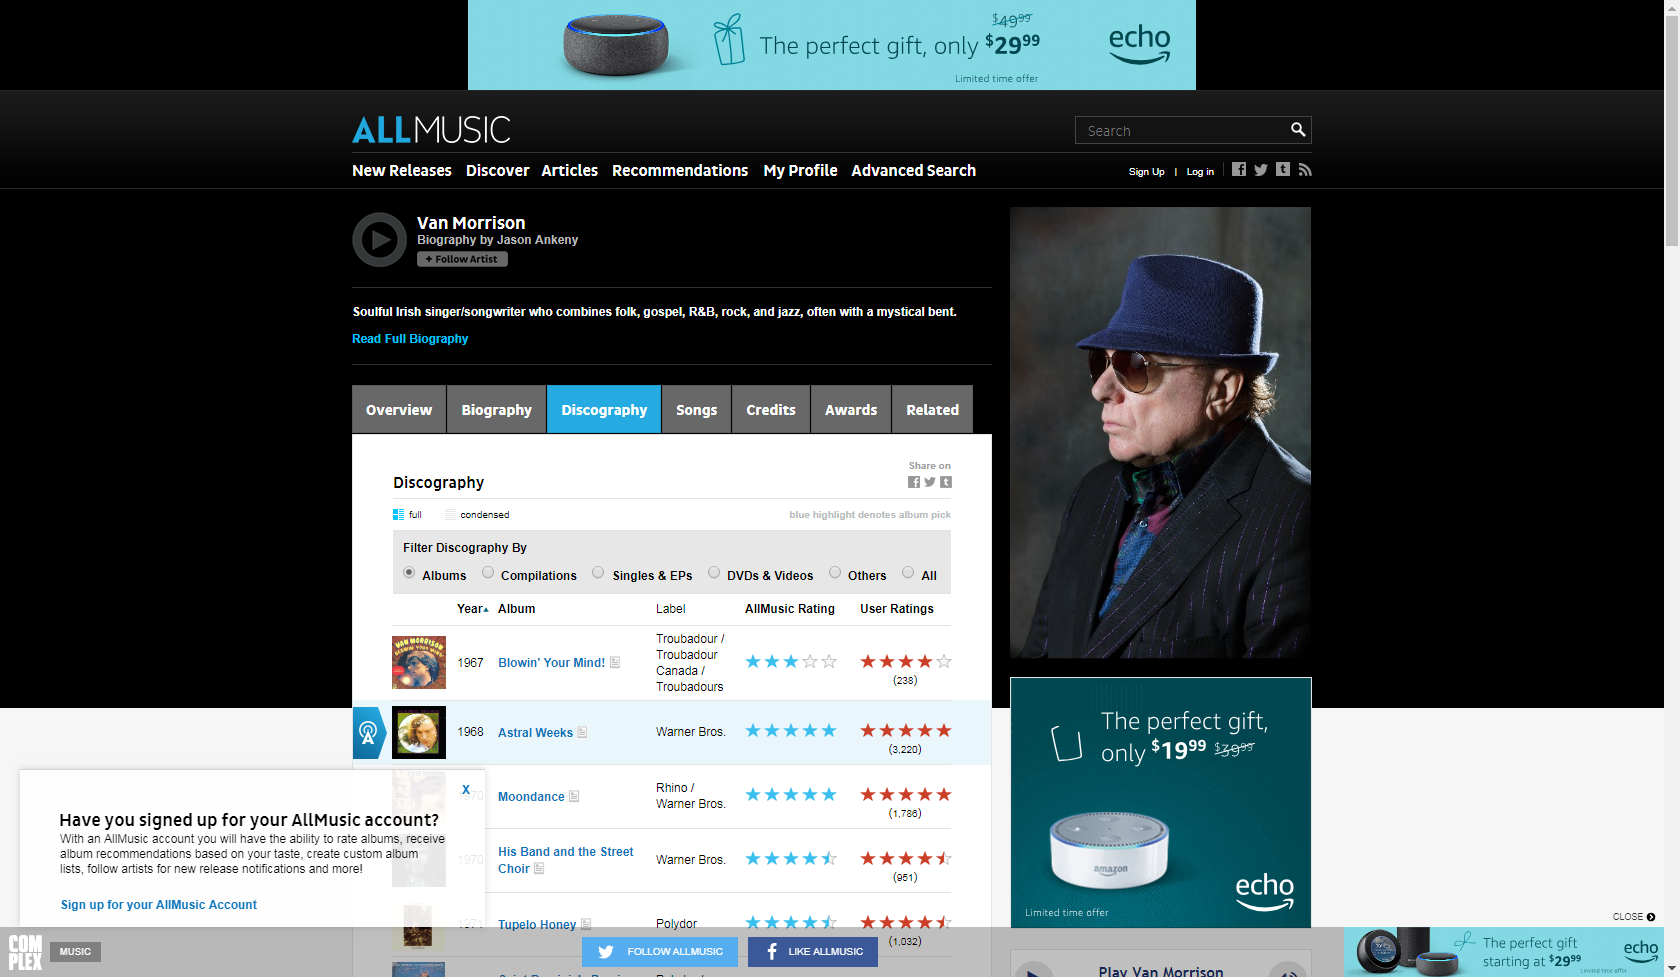 The perfect gift, only $29.99
$49.99
Limited time offer
echo
ALLMUSIC
Search
New Releases Discover Articles Recommendations My Profile Advanced Search
Sign Up | Log in
Van Morrison
Biography by Jason Ankeny
+ Follow Artist
Soulful Irish singer/songwriter who combines folk, gospel, R&B, rock, and jazz, often with a mystical bent.
Read Full Biography
Overview Biography Discography Songs Credits Awards Related
Share on
Discography
full condensed blue highlight denotes album pick
Filter Discography By
Albums Compilations Singles & EPs DVDs & Videos Others All
Year Album Label AllMusic Rating User Ratings
VAN MORRISON
BLOWIN' YOUR MIND!
1967 Blowin' Your Mind! Troubadour /
Troubadour
Canada /
Troubadours
(238)
1968 Astral Weeks Warner Bros.
(3,220)
1970 Moondance Rhino /
Warner Bros.
(1,786)
1970 His Band and the Street
Choir Warner Bros.
(951)
1971 Tupelo Honey Polydor
(1,032)
X
Have you signed up for your AllMusic account?
With an AllMusic account you will have the ability to rate albums, receive
album recommendations based on your taste, create custom album
lists, follow artists for new release notifications and more!
Sign up for your AllMusic Account
The perfect gift,
only $19.99 $39.99
amazon
echo
Limited time offer
Play Van Morrison
CLOSE
COMPLEX
MUSIC
FOLLOW ALLMUSIC
LIKE ALLMUSIC
The perfect gift
starting at $29.99
Limited time offer
echo